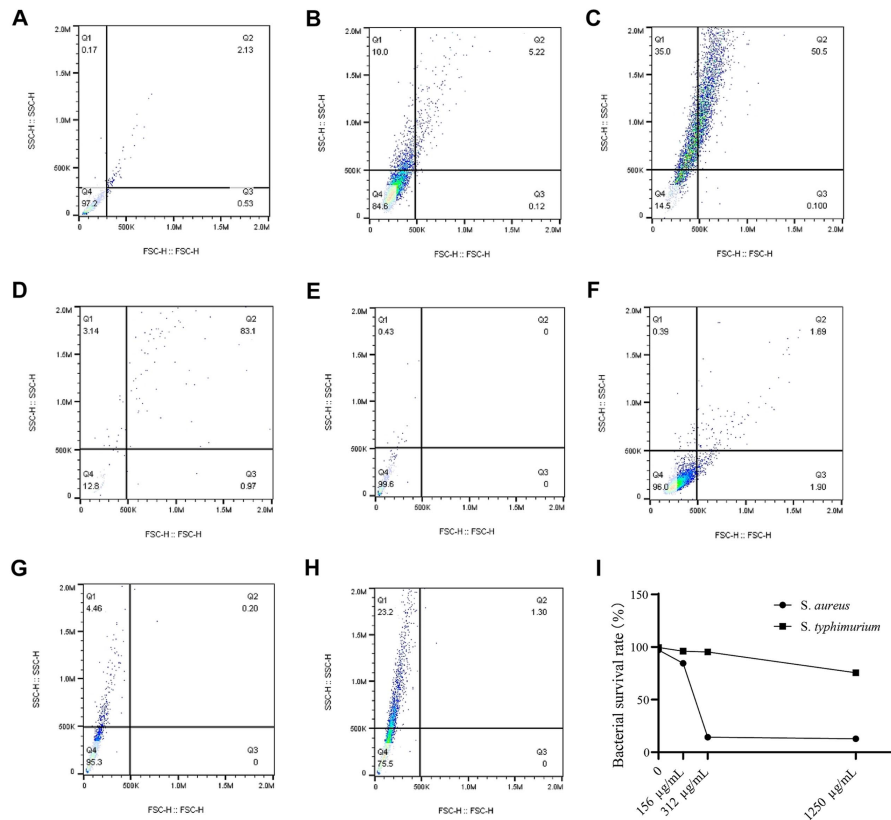 A
2.0M
Q1
0.17
Q2
2.13
1.5M
1.0M
500K
Q4
97.2
Q3
0.53
0
0
500K
1.0M
1.5M
2.0M
SSC-H :: SSC-H
FSC-H :: FSC-H
B
2.0M
Q1
10.0
Q2
5.22
1.5M
1.0M
500K
Q4
84.6
Q3
0.12
0
0
500K
1.0M
1.5M
2.0M
SSC-H :: SSC-H
FSC-H :: FSC-H
C
2.0M
Q1
35.0
Q2
50.5
1.5M
1.0M
500K
Q4
14.5
Q3
0.100
0
0
500K
1.0M
1.5M
2.0M
SSC-H :: SSC-H
FSC-H :: FSC-H
D
2.0M
Q1
3.14
Q2
83.1
1.5M
1.0M
500K
Q4
12.8
Q3
0.97
0
0
500K
1.0M
1.5M
2.0M
SSC-H :: SSC-H
FSC-H :: FSC-H
E
2.0M
Q1
0.43
Q2
0
1.5M
1.0M
500K
Q4
99.6
Q3
0
0
0
500K
1.0M
1.5M
2.0M
SSC-H :: SSC-H
FSC-H :: FSC-H
F
2.0M
Q1
0.39
Q2
1.69
1.5M
1.0M
500K
Q4
96.0
Q3
1.90
0
0
500K
1.0M
1.5M
2.0M
SSC-H :: SSC-H
FSC-H :: FSC-H
G
2.0M
Q1
4.46
Q2
0.20
1.5M
1.0M
500K
Q4
95.3
Q3
0
0
0
500K
1.0M
1.5M
2.0M
SSC-H :: SSC-H
FSC-H :: FSC-H
H
2.0M
Q1
23.2
Q2
1.30
1.5M
1.0M
500K
Q4
75.5
Q3
0
0
0
500K
1.0M
1.5M
2.0M
SSC-H :: SSC-H
FSC-H :: FSC-H
I
150
100
50
0
Bacterial survival rate (%)
S. aureus
S. typhimurium
0
156 μg/mL
312 μg/mL
1250 μg/mL